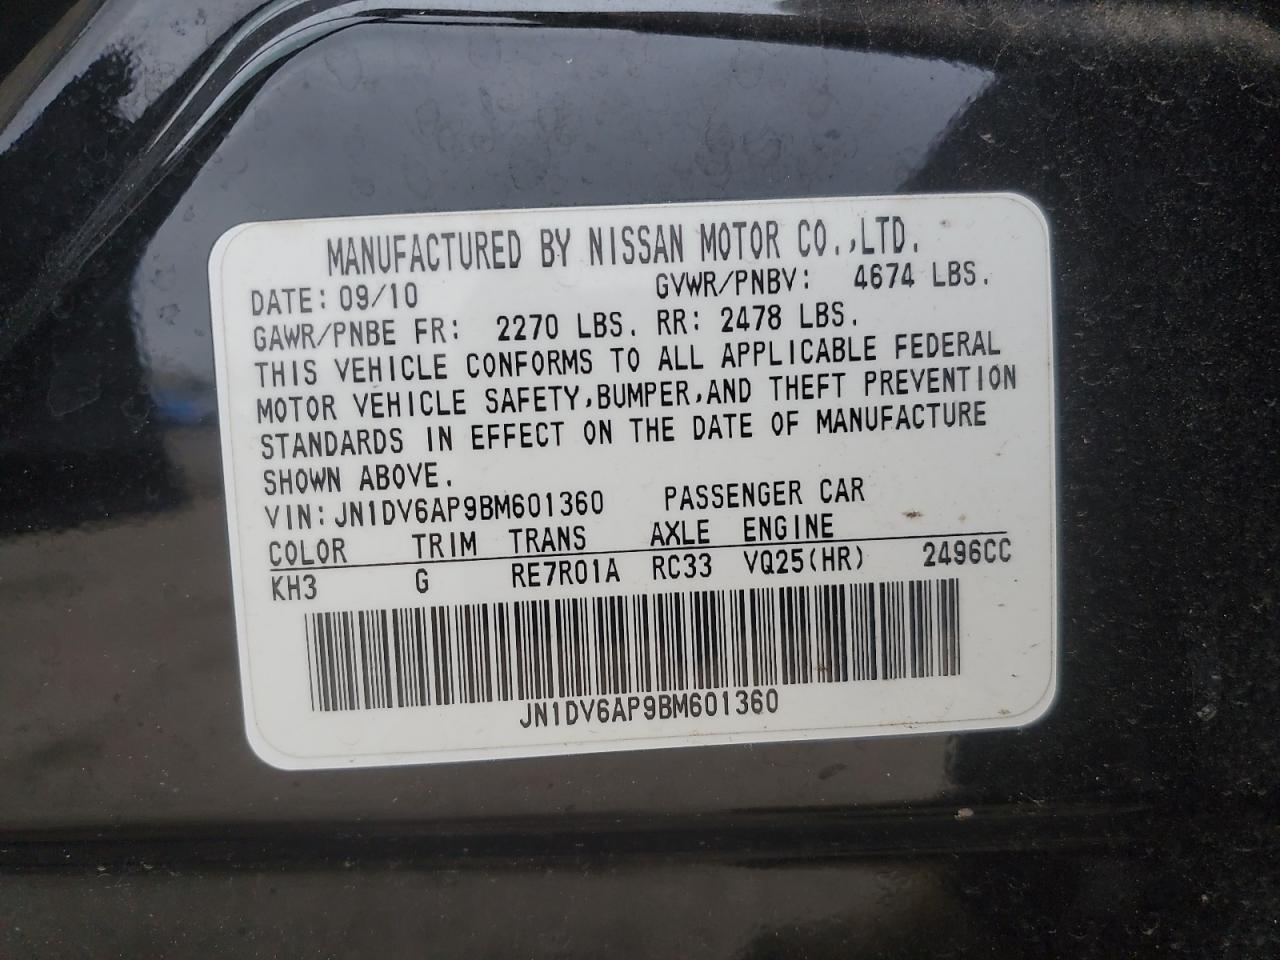 MANUFACTURED BY NISSAN MOTOR CO.,LTD.
DATE: 09/10 GVWR/PNBV: 4674 LBS.
GAWR/PNBE FR: 2270 LBS. RR: 2478 LBS.
THIS VEHICLE CONFORMS TO ALL APPLICABLE FEDERAL
MOTOR VEHICLE SAFETY,BUMPER,AND THEFT PREVENTION
STANDARDS IN EFFECT ON THE DATE OF MANUFACTURE
SHOWN ABOVE.
VIN: JN1DV6AP9BM601360 PASSENGER CAR
COLOR TRIM TRANS AXLE ENGINE
KH3 G RE7R01A RC33 VQ25(HR) 2496CC
JN1DV6AP9BM601360